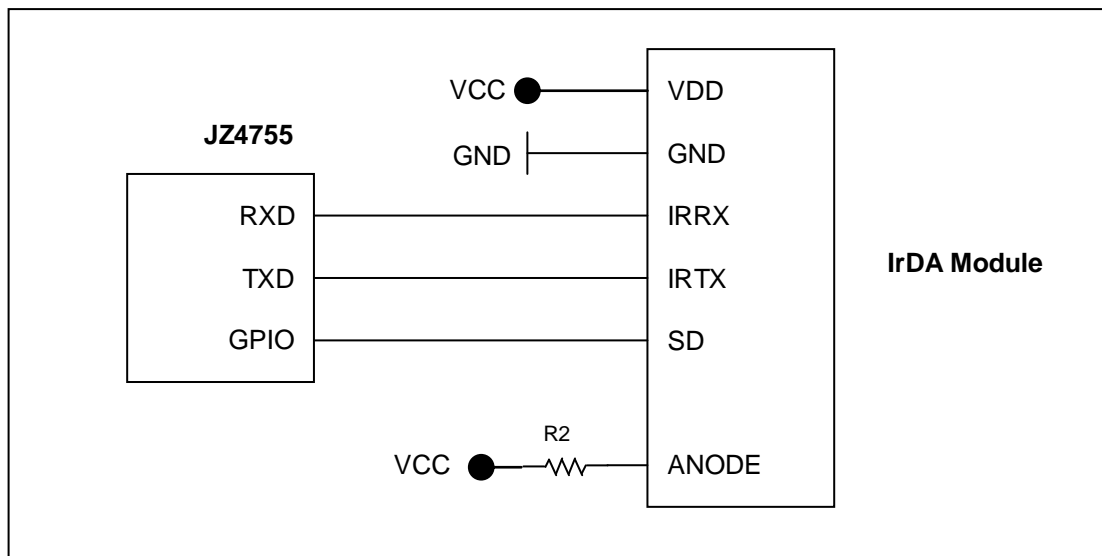 JZ4755
RXD
TXD
GPIO
VCC
GND
VCC
R2
VDD
GND
IRRX
IRTX
SD
ANODE
IrDA Module